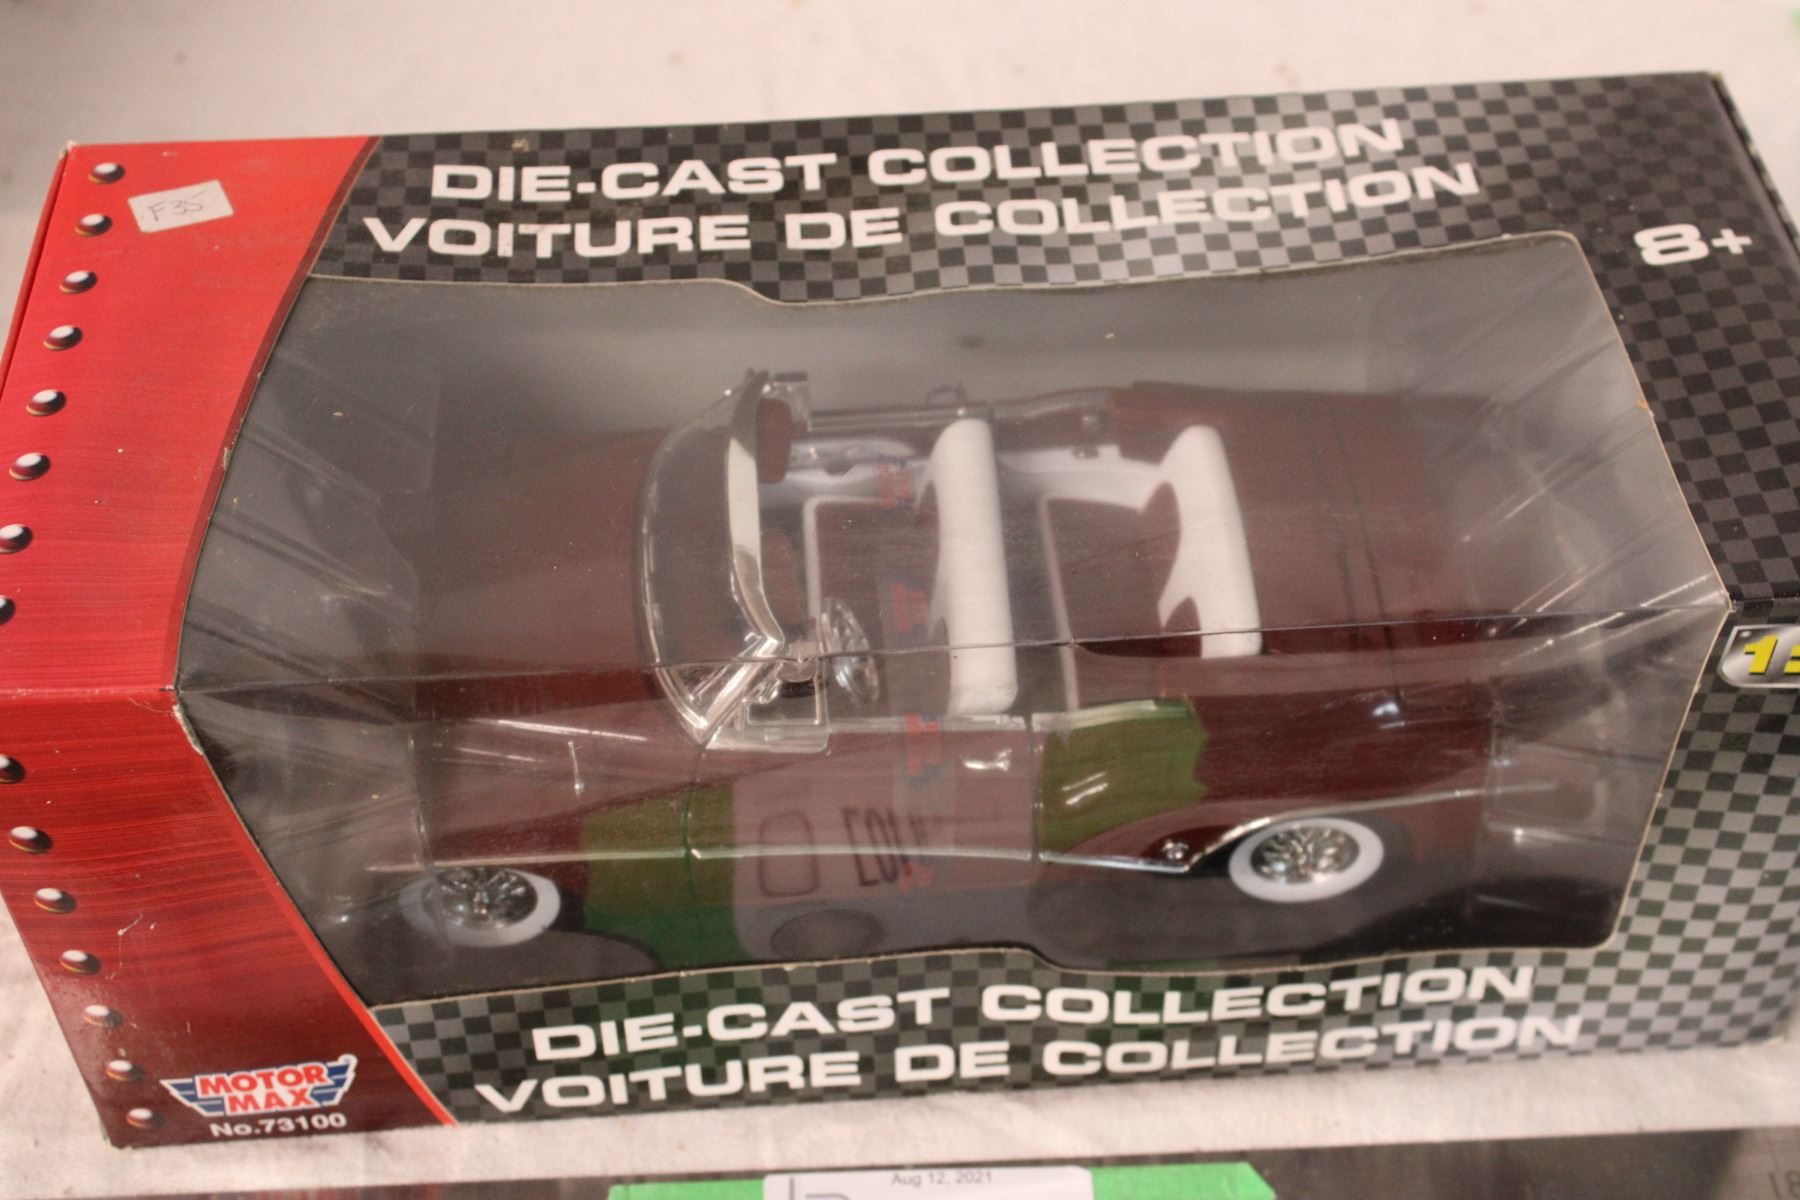 F35
DIE-CAST COLLECTION
VOITURE DE COLLECTION
8+
DIE-CAST COLLECTION
VOITURE DE COLLECTION
MOTOR
MAX
No.73100
Aug 12, 2021